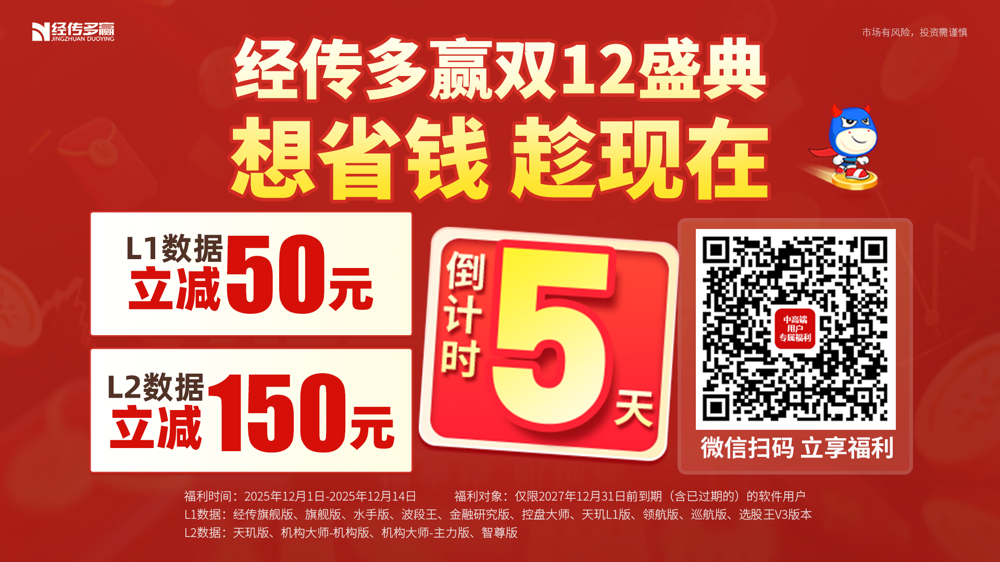 经传多赢
JINGZHUAN DUOYING
市场有风险，投资需谨慎
经传多赢双12盛典
想省钱 趁现在
L1数据
立减50元
L2数据
立减150元
倒计时
5
天
中高端
用户
专属福利
微信扫码 立享福利
福利时间：2025年12月1日-2025年12月14日
福利对象：仅限2027年12月31日前到期（含已过期的）的软件用户
L1数据：经传旗舰版、旗舰版、水手版、波段王、金融研究版、控盘大师、天玑L1版、领航版、巡航版、选股王V3版本
L2数据：天玑版、机构大师-机构版、机构大师-主力版、智尊版